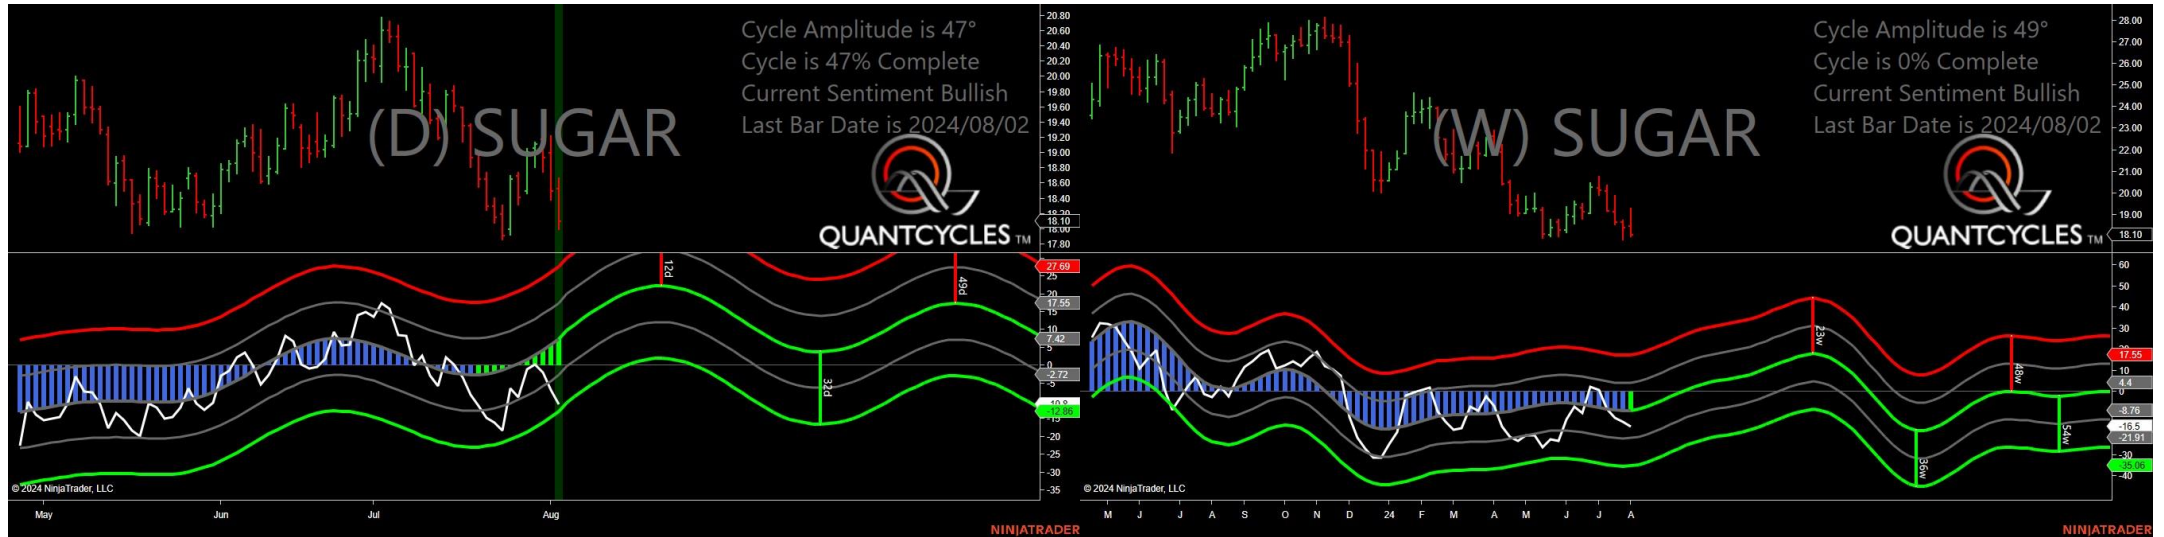 Cycle Amplitude is 47°
Cycle is 47% Complete
Current Sentiment Bullish
Last Bar Date is 2024/08/02
(D) SUGAR
QUANTCYCLES TM
20.80
20.60
20.40
20.20
20.00
19.80
19.60
19.40
19.20
19.00
18.80
18.60
18.40
18.20
18.10
18.00
17.80
12d
49d
32d
27.69
25
20
17.55
15
10
7.42
5
0
-2.72
-5
-10.8
-12.86
-15
-20
-25
-30
-35
© 2024 NinjaTrader, LLC
May Jun Jul Aug
NINJATRADER
Cycle Amplitude is 49°
Cycle is 0% Complete
Current Sentiment Bullish
Last Bar Date is 2024/08/02
(W) SUGAR
QUANTCYCLES TM
28.00
27.00
26.00
25.00
24.00
23.00
22.00
21.00
20.00
19.00
18.10
23w
48w
36w
54w
60
50
40
30
20
17.55
10
4.4
0
-8.76
-16.5
-21.91
-30
-35.06
-40
© 2024 NinjaTrader, LLC
M J J A S O N D 24 F M A M J J A
NINJATRADER